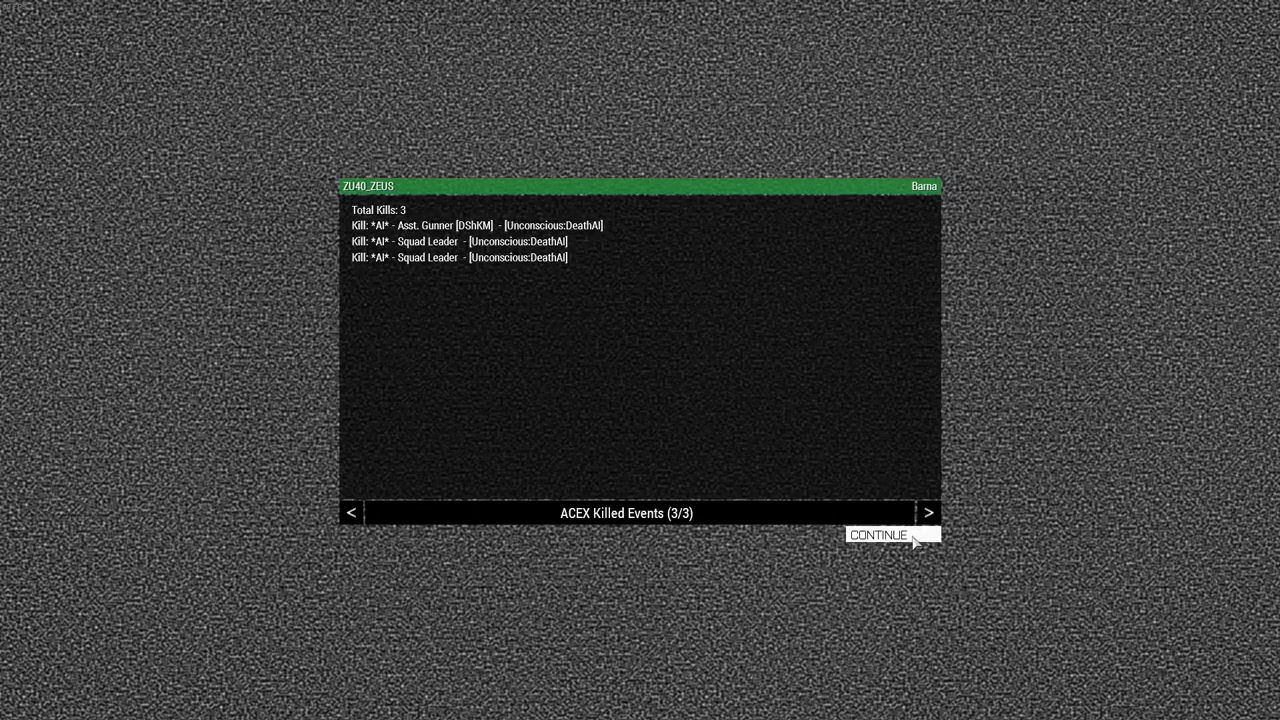 ZU40_ZEUS Barna
Total Kills: 3
Kill: *AI* - Asst. Gunner [DShKM]  - [Unconscious:DeathAI]
Kill: *AI* - Squad Leader  - [Unconscious:DeathAI]
Kill: *AI* - Squad Leader  - [Unconscious:DeathAI]
< ACEX Killed Events (3/3) >
CONTINUE